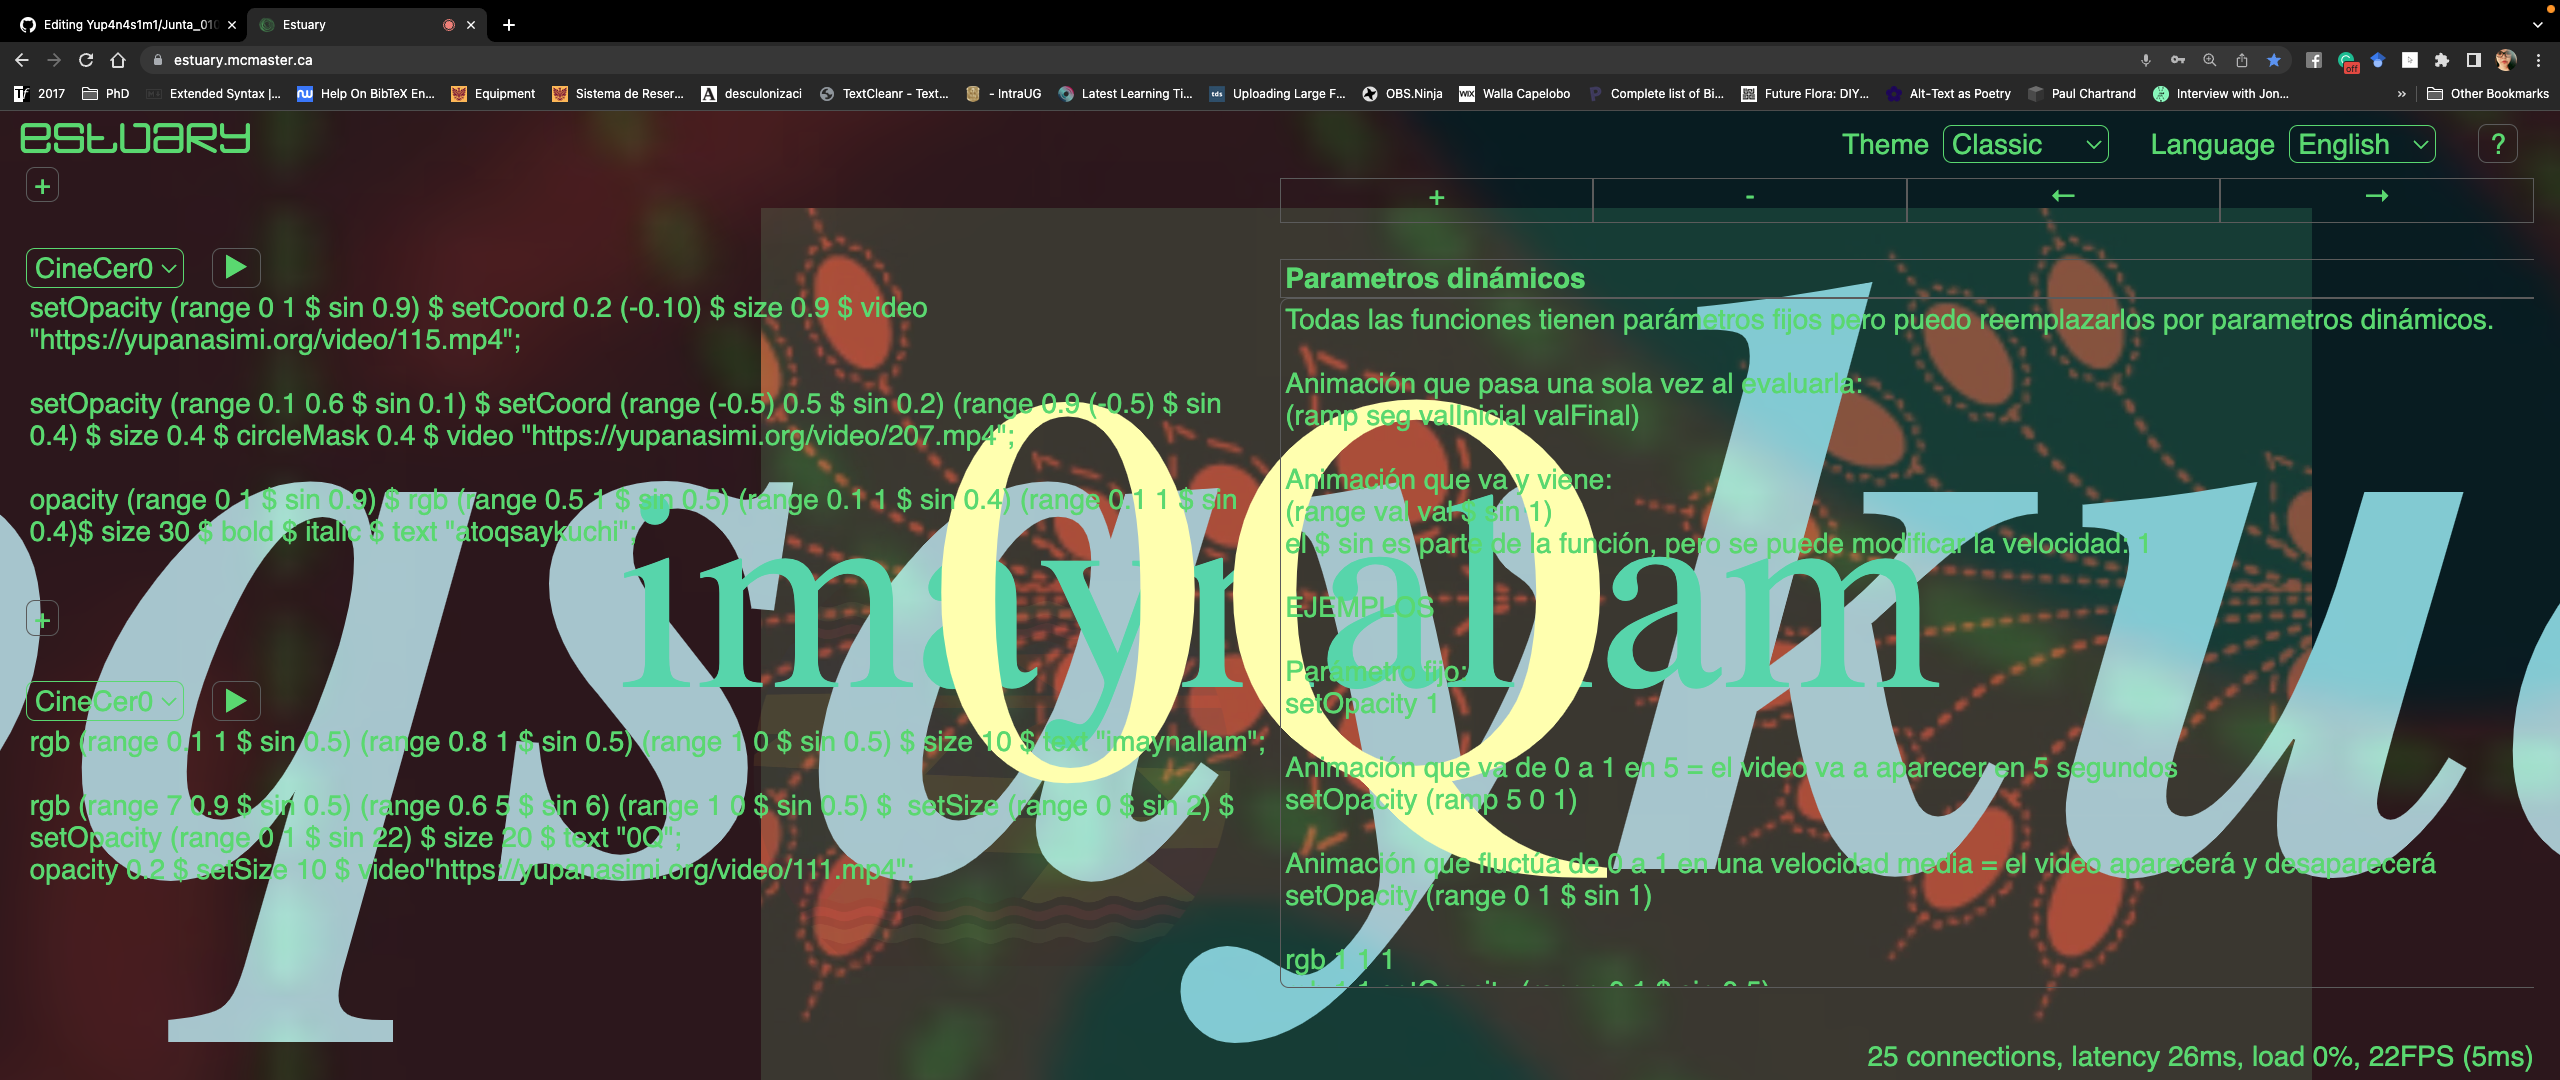 Editing Yup4n4s1m1/Junta_010
Estuary
estuary.mcmaster.ca
off
2017
PhD
Extended Syntax |...
Help On BibTeX En...
Equipment
Sistema de Reser...
desculonizaci
TextCleanr - Text...
- IntraUG
Latest Learning Ti...
Uploading Large F...
OBS.Ninja
Walla Capelobo
Complete list of Bi...
Future Flora: DIY...
Alt-Text as Poetry
Paul Chartrand
Interview with Jon...
»
Other Bookmarks
estuary
Theme Classic
Language English
?
+
+ - ← →
CineCer0
setOpacity (range 0 1 $ sin 0.9) $ setCoord 0.2 (-0.10) $ size 0.9 $ video
"https://yupanasimi.org/video/115.mp4";
setOpacity (range 0.1 0.6 $ sin 0.1) $ setCoord (range (-0.5) 0.5 $ sin 0.2) (range 0.9 (-0.5) $ sin
0.4) $ size 0.4 $ circleMask 0.4 $ video "https://yupanasimi.org/video/207.mp4";
opacity (range 0 1 $ sin 0.9) $ rgb (range 0.5 1 $ sin 0.5) (range 0.1 1 $ sin 0.4) (range 0.1 1 $ sin
0.4)$ size 30 $ bold $ italic $ text "atoqsaykuchi";
+
CineCer0
rgb (range 0.1 1 $ sin 0.5) (range 0.8 1 $ sin 0.5) (range 1 0 $ sin 0.5) $ size 10 $ text "imaynallam";
rgb (range 7 0.9 $ sin 0.5) (range 0.6 5 $ sin 6) (range 1 0 $ sin 0.5) $  setSize (range 0 $ sin 2) $
setOpacity (range 0 1 $ sin 22) $ size 20 $ text "0Q";
opacity 0.2 $ setSize 10 $ video"https://yupanasimi.org/video/111.mp4";
Parametros dinámicos
Todas las funciones tienen parámetros fijos pero puedo reemplazarlos por parametros dinámicos.
Animación que pasa una sola vez al evaluarla:
(ramp seg valInicial valFinal)
Animación que va y viene:
(range val val $ sin 1)
el $ sin es parte de la función, pero se puede modificar la velocidad: 1
EJEMPLOS
Parámetro fijo:
setOpacity 1
Animación que va de 0 a 1 en 5 = el video va a aparecer en 5 segundos
setOpacity (ramp 5 0 1)
Animación que fluctúa de 0 a 1 en una velocidad media = el video aparecerá y desaparecerá
setOpacity (range 0 1 $ sin 1)
rgb 1 1 1
oqsaykuc
imaynallam
0Q
25 connections, latency 26ms, load 0%, 22FPS (5ms)